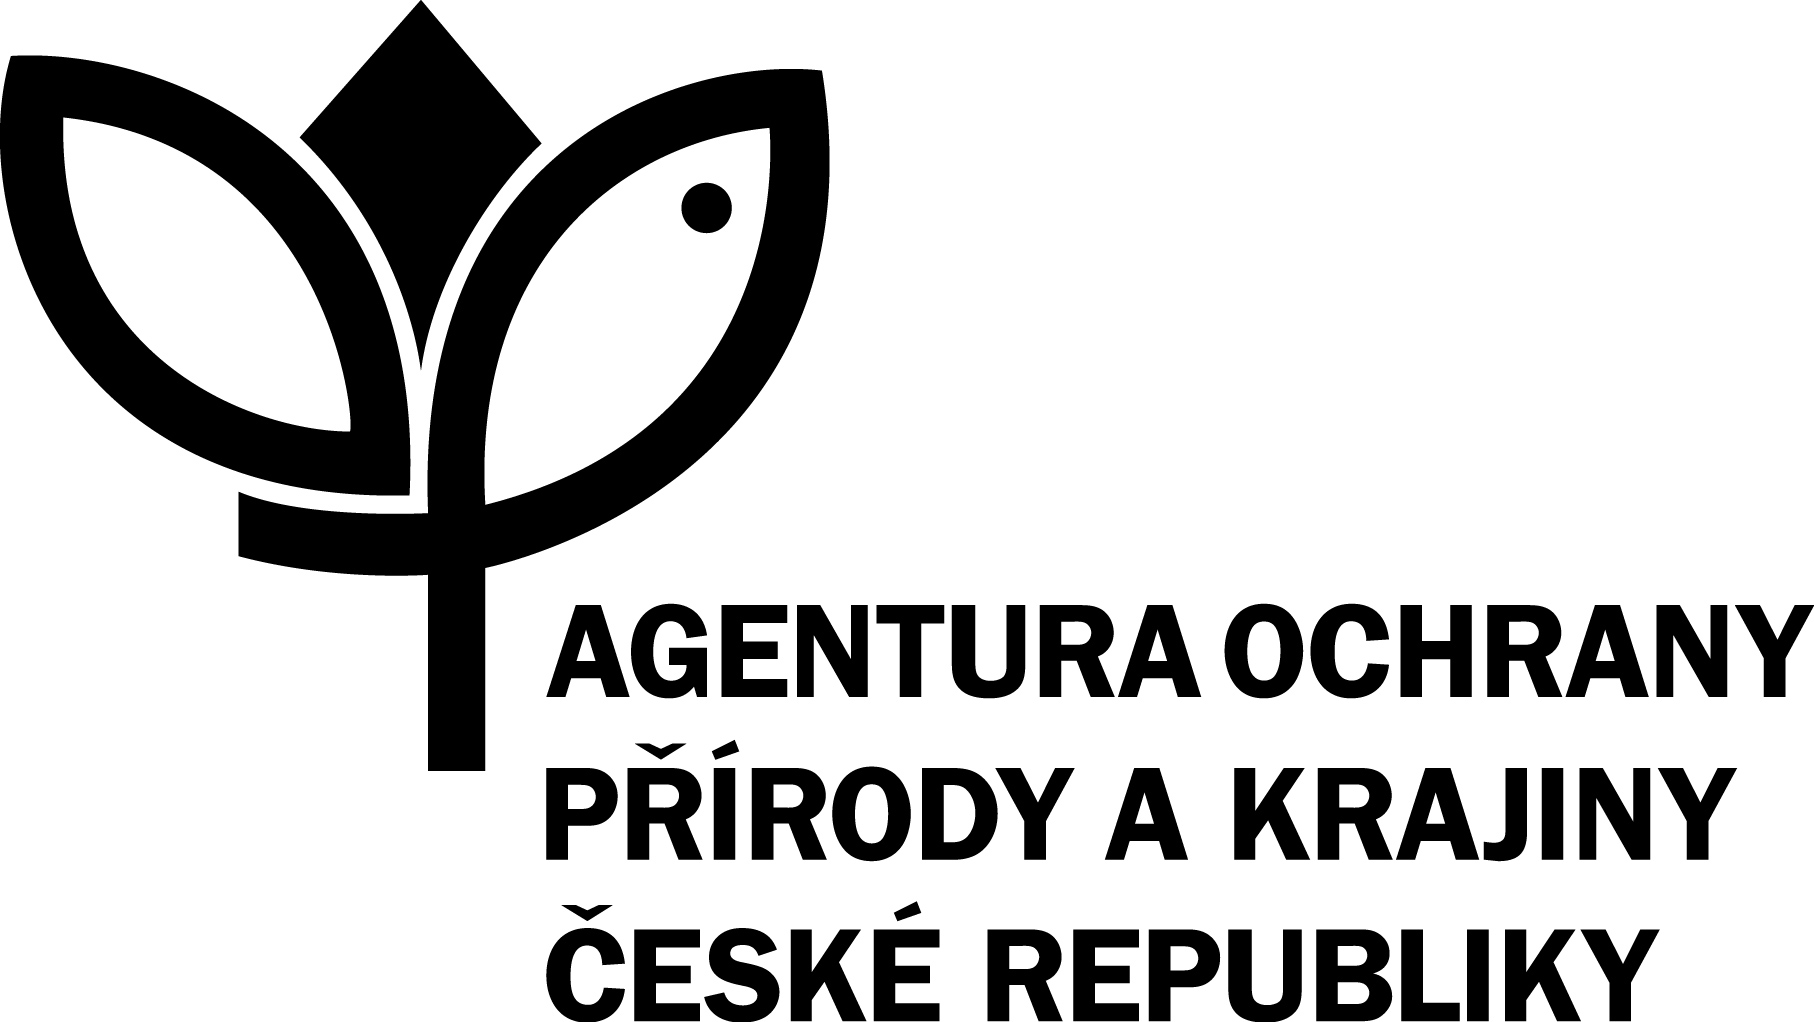 AGENTURA OCHRANY
PŘÍRODY A KRAJINY
ČESKÉ REPUBLIKY